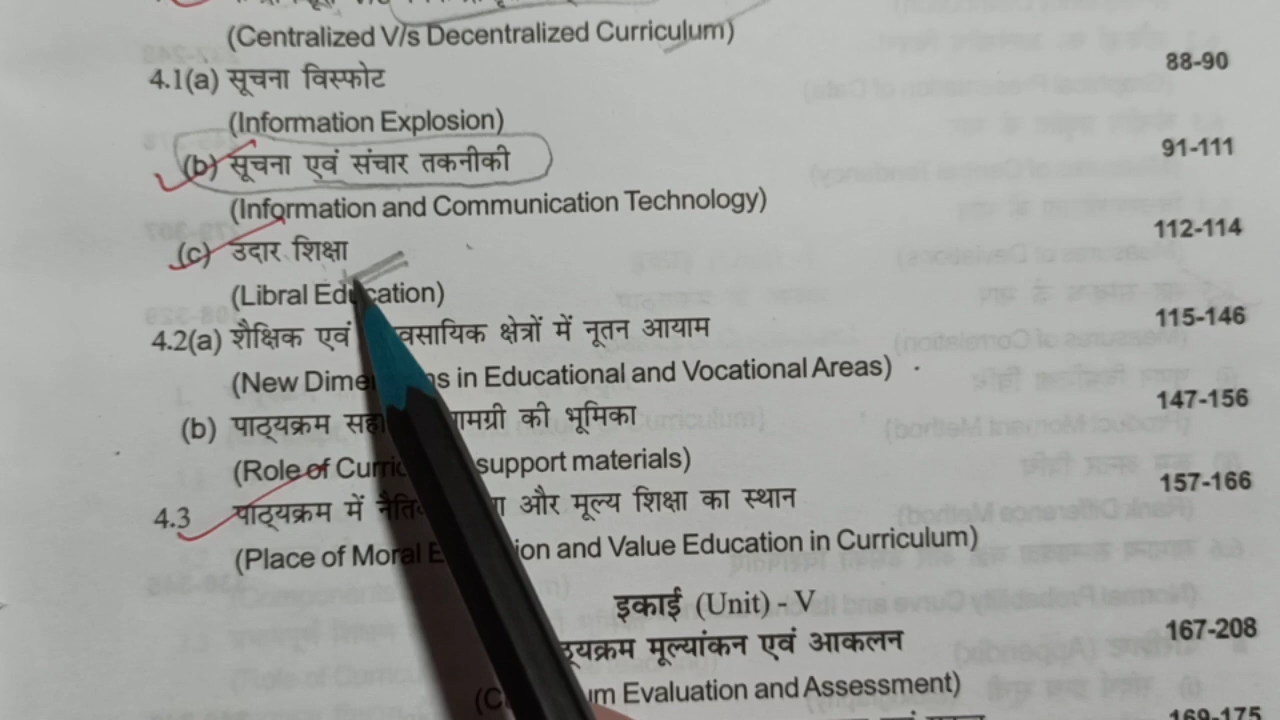 (Centralized V/s Decentralized Curriculum)
4.1(a) सूचना विस्फोट 88-90
(Information Explosion)
(b) सूचना एवं संचार तकनीकी 91-111
(Information and Communication Technology)
(c) उदार शिक्षा 112-114
(Libral Education)
4.2(a) शैक्षिक एवं वसायिक क्षेत्रों में नूतन आयाम 115-146
(New Dime ns in Educational and Vocational Areas)
(b) पाठ्यक्रम सहा ामग्री की भूमिका 147-156
(Role of Curric support materials)
4.3 पाठ्यक्रम में नैति और मूल्य शिक्षा का स्थान 157-166
(Place of Moral E ion and Value Education in Curriculum)
इकाई (Unit) - V
ठ्यक्रम मूल्यांकन एवं आकलन 167-208
(C um Evaluation and Assessment)
169-175